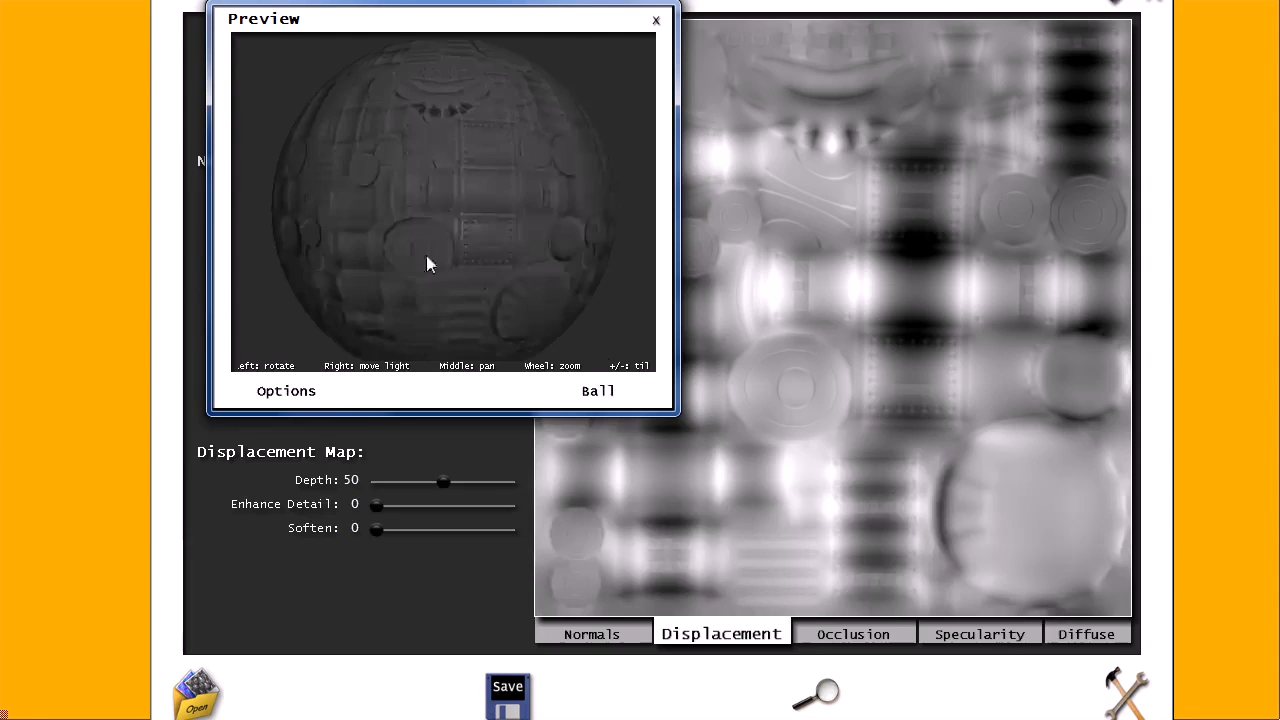 Preview
x
N
eft: rotate Right: move light Middle: pan Wheel: zoom +/-: til
Options Ball
Displacement Map:
Depth: 50
Enhance Detail: 0
Soften: 0
Normals Displacement Occlusion Specularity Diffuse
Open
Save